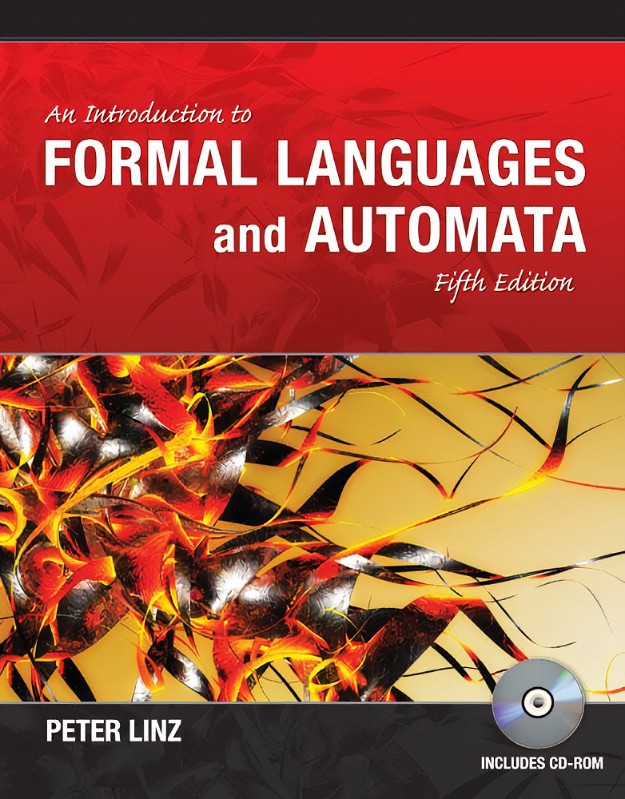 An Introduction to
FORMAL LANGUAGES
and AUTOMATA
Fifth Edition
PETER LINZ
INCLUDES CD-ROM